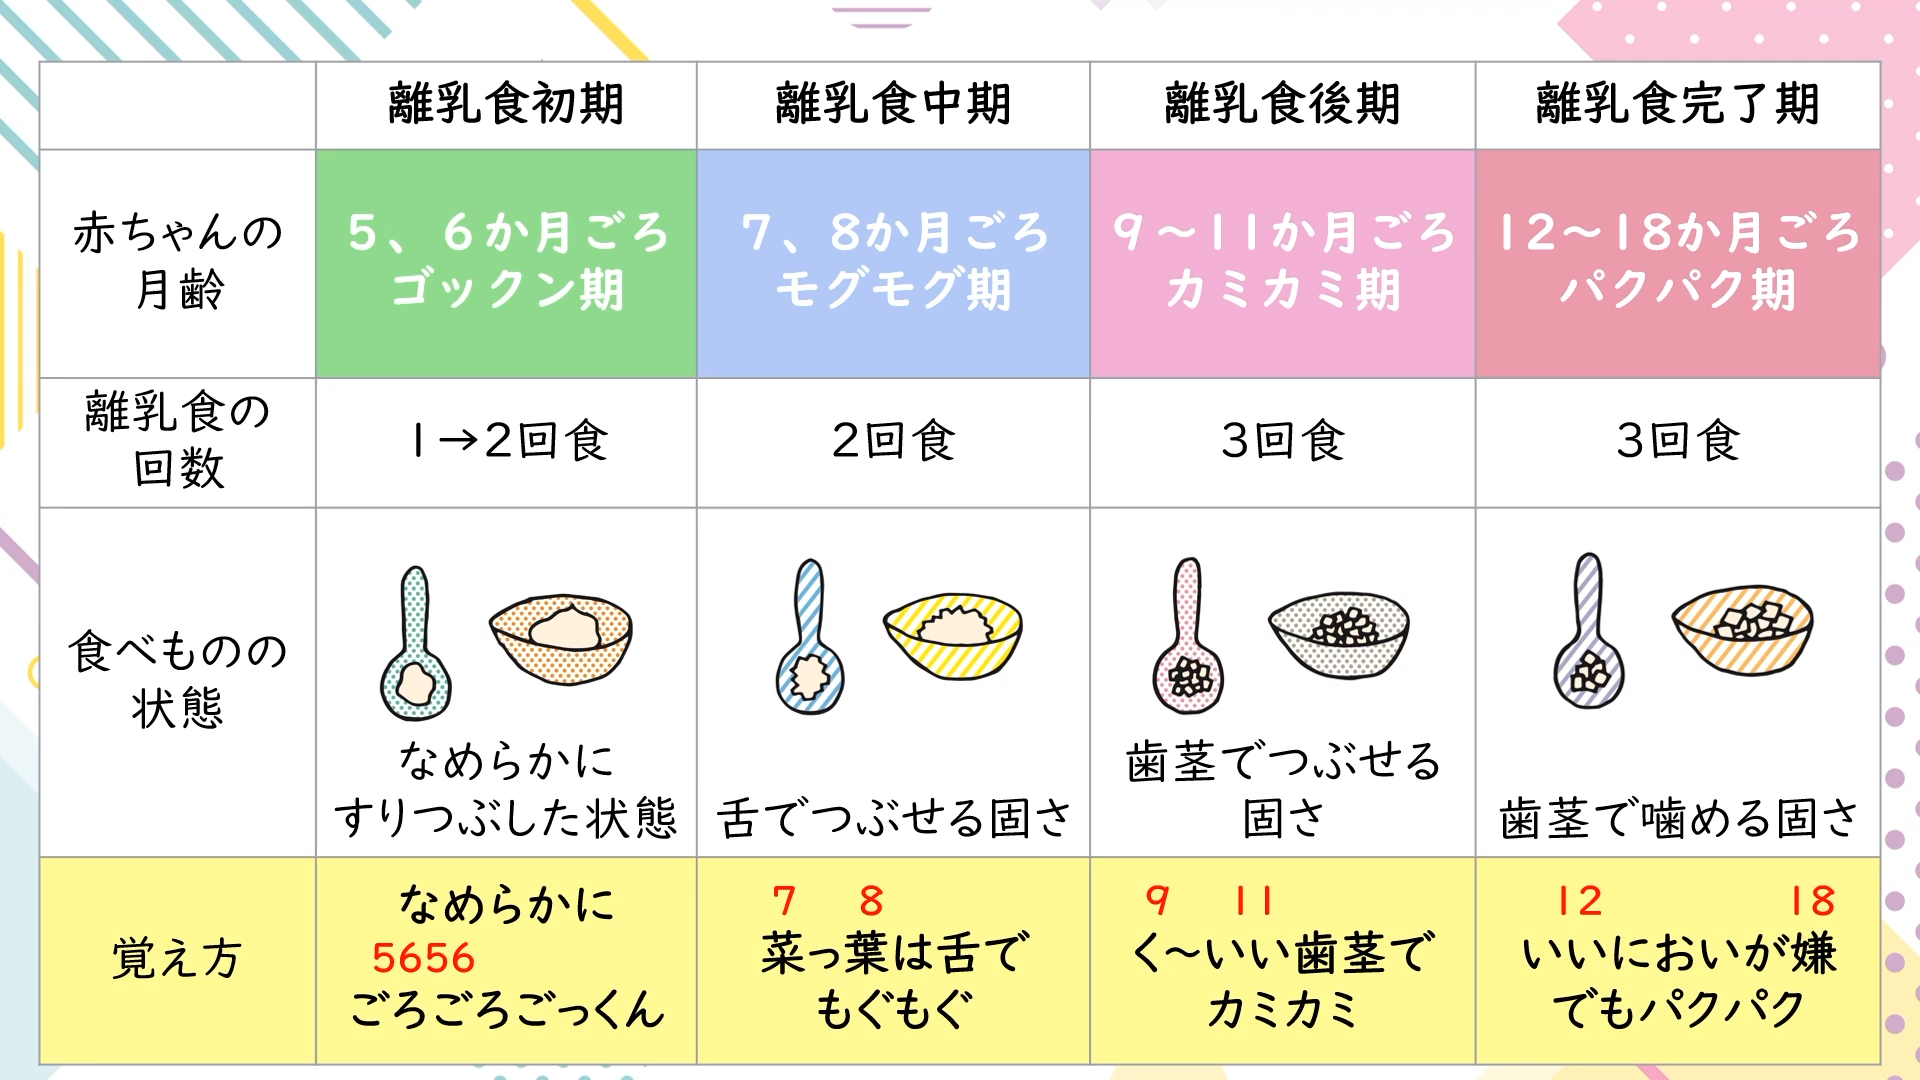 離乳食初期
離乳食中期
離乳食後期
離乳食完了期
赤ちゃんの
月齢
5、6か月ごろ
ゴックン期
7、8か月ごろ
モグモグ期
9〜11か月ごろ
カミカミ期
12〜18か月ごろ
パクパク期
離乳食の
回数
1→2回食
2回食
3回食
3回食
食べものの
状態
なめらかに
すりつぶした状態
舌でつぶせる固さ
歯茎でつぶせる
固さ
歯茎で噛める固さ
覚え方
なめらかに
5656
ごろごろごっくん
7 8
菜っ葉は舌で
もぐもぐ
9 11
く〜いい歯茎で
カミカミ
12 18
いいにおいが嫌
でもパクパク